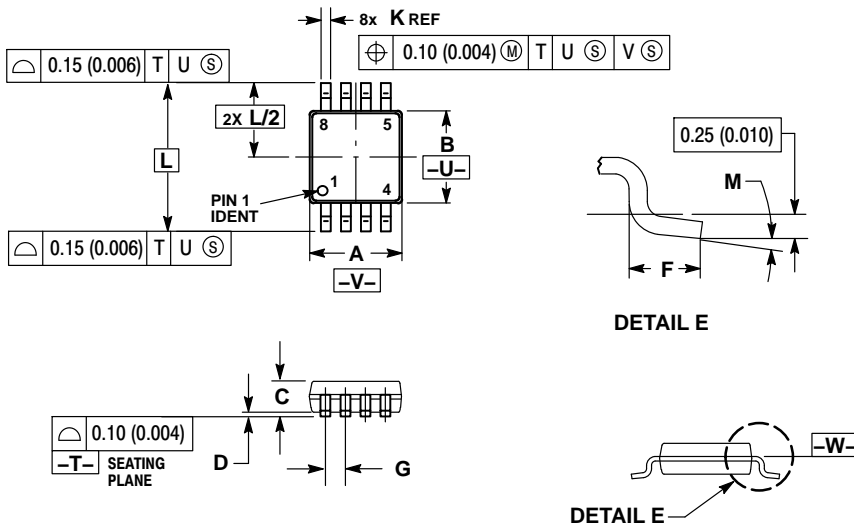 8x K REF
⌖ 0.10 (0.004) Ⓜ T U Ⓢ V Ⓢ
⌓ 0.15 (0.006) T U Ⓢ
2X L/2
8 5
B
–U–
L
PIN 1
IDENT
1
4
⌓ 0.15 (0.006) T U Ⓢ
A
–V–
0.25 (0.010)
M
F
DETAIL E
C
⌓ 0.10 (0.004)
–T– SEATING
PLANE
D
G
–W–
DETAIL E